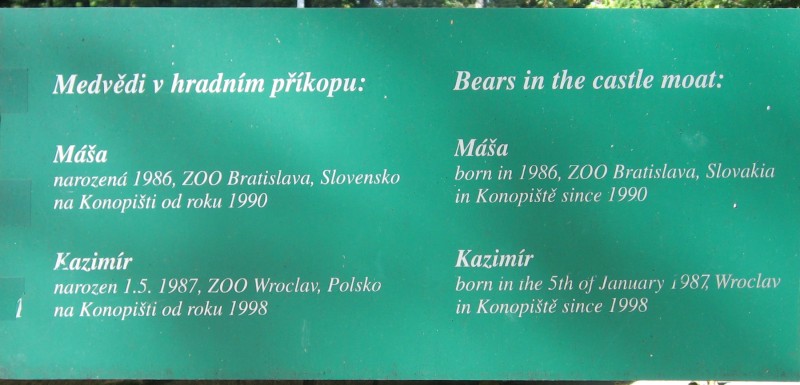 Medvědi v hradním příkopu:
Máša
narozená 1986, ZOO Bratislava, Slovensko
na Konopišti od roku 1990
Kazimír
narozen 1.5. 1987, ZOO Wroclav, Polsko
na Konopišti od roku 1998
Bears in the castle moat:
Máša
born in 1986, ZOO Bratislava, Slovakia
in Konopiště since 1990
Kazimír
born in the 5th of January 1987, Wroclav
in Konopiště since 1998